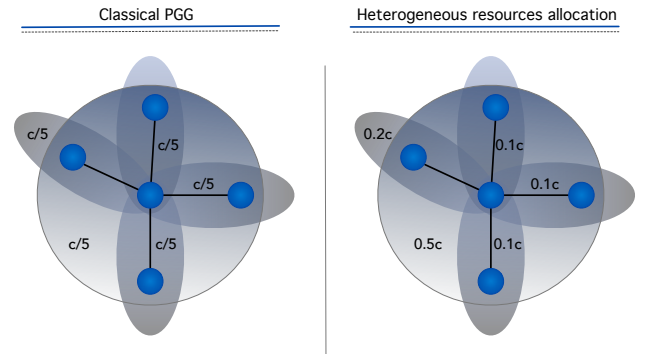 Classical PGG
Heterogeneous resources allocation
c/5
c/5
c/5
c/5
c/5
0.2c
0.1c
0.1c
0.5c
0.1c